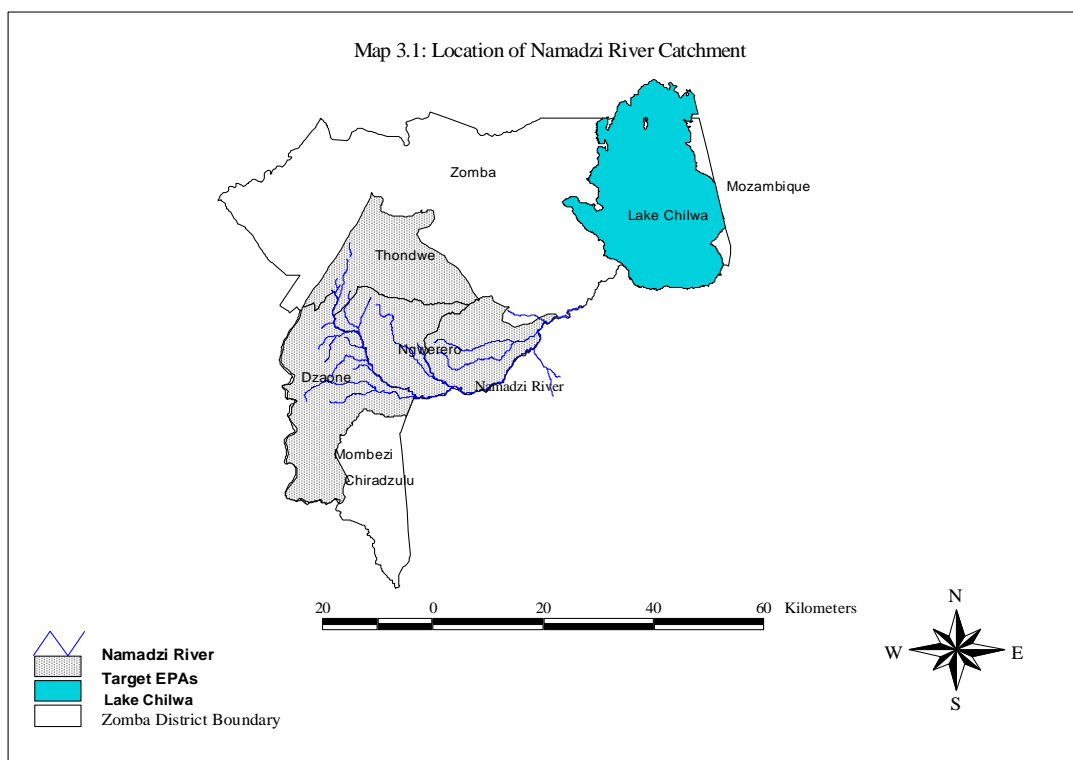 Map 3.1: Location of Namadzi River Catchment
Zomba
Mozambique
Lake Chilwa
Thondwe
Ngwerero
Dzaone
Namadzi River
Mombezi
Chiradzulu
20 0 20 40 60 Kilometers
N
W E
S
Namadzi River
Target EPAs
Lake Chilwa
Zomba District Boundary